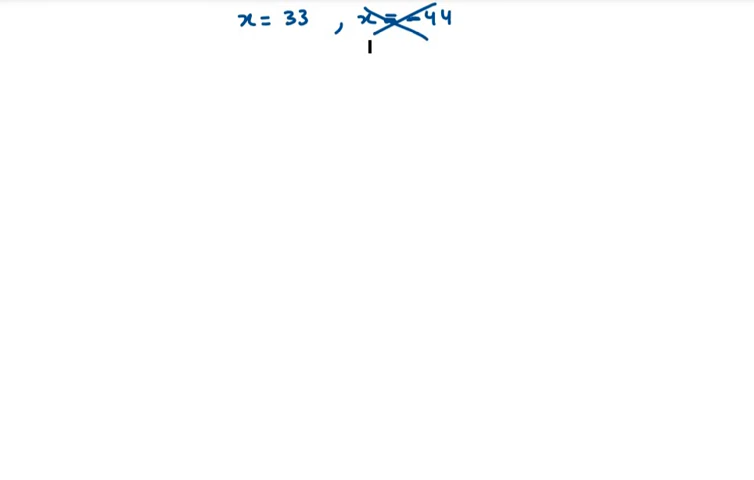 x = 33 , x = -44